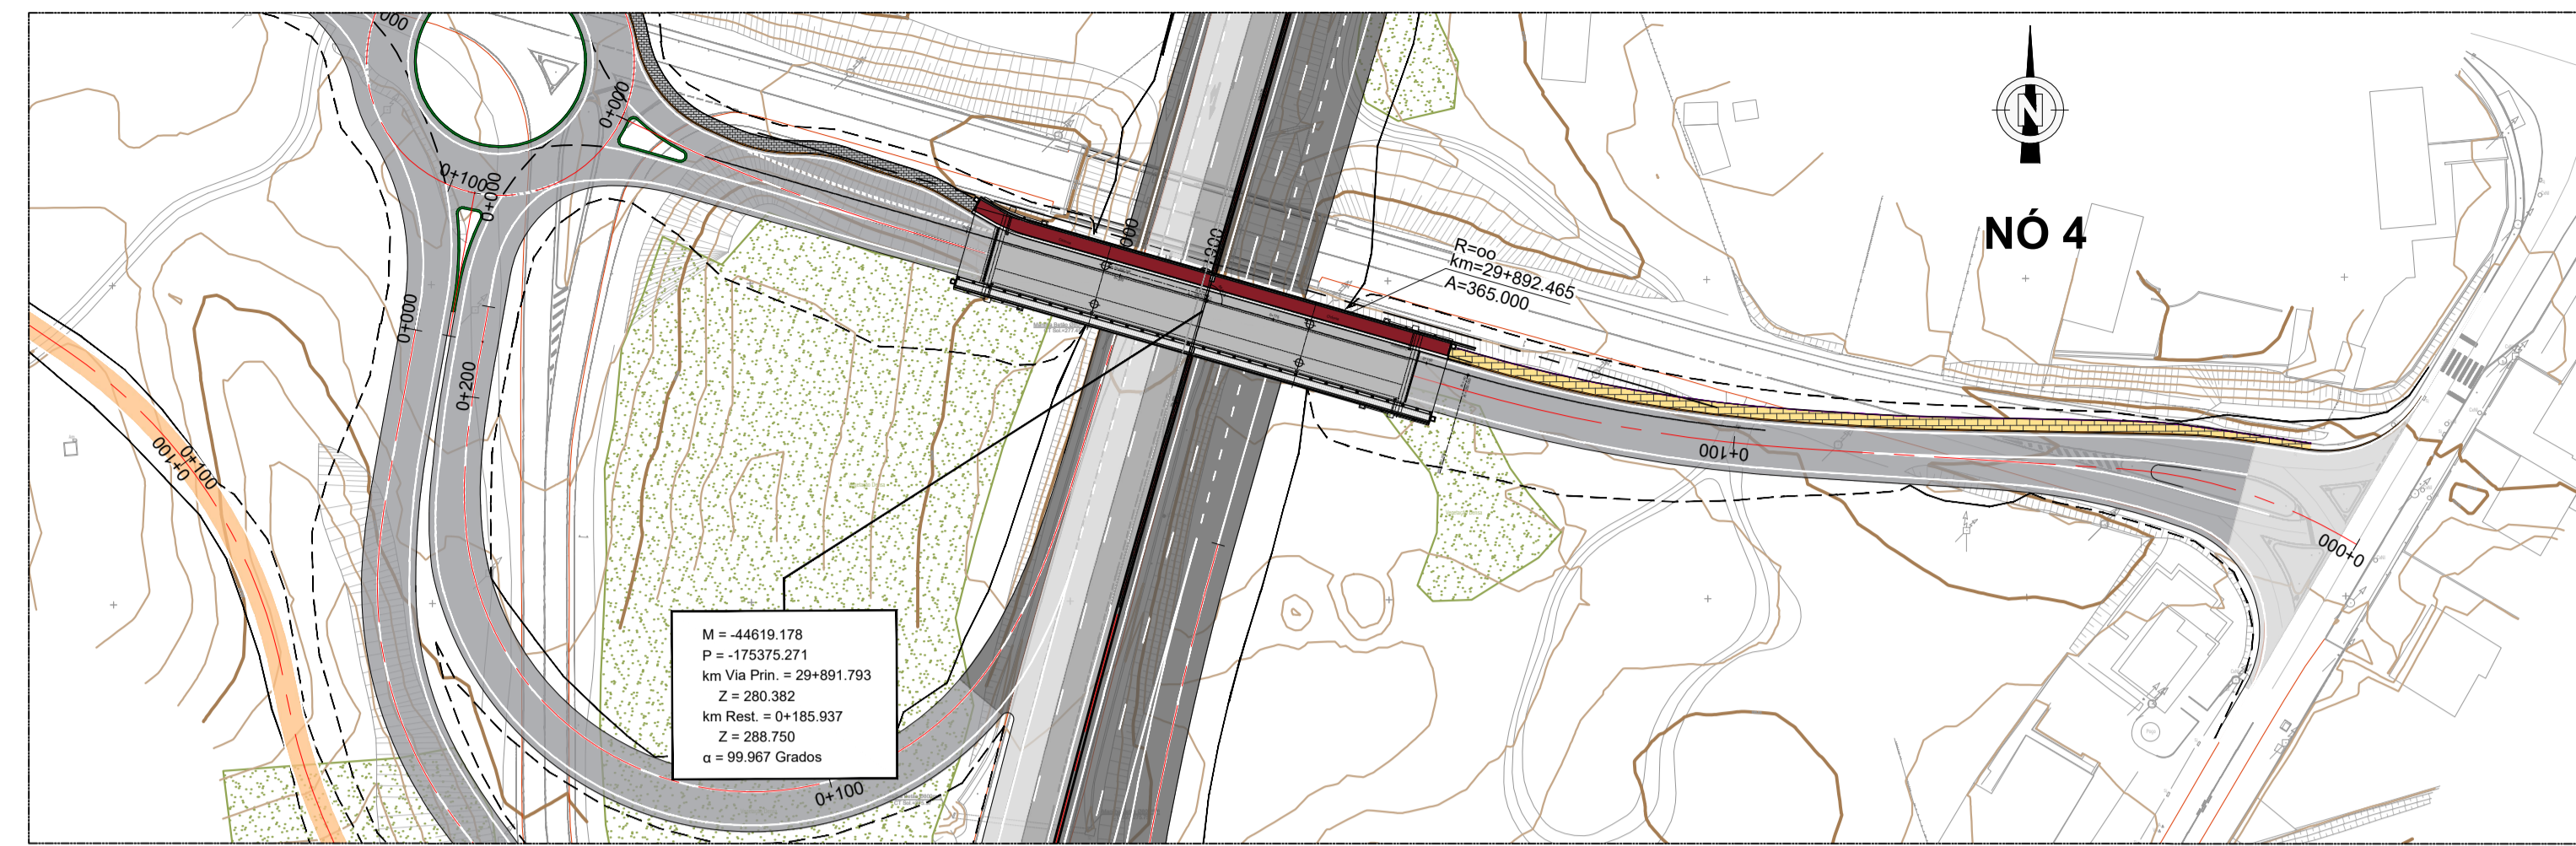 000
0+000
0+100
0+000
N
NÓ 4
000
R=oo
km=29+892.465
A=365.000
0+000
0+200
0+100
0+100
0+100
0+000
M = -44619.178
P = -175375.271
km Via Prin. = 29+891.793
Z = 280.382
km Rest. = 0+185.937
Z = 288.750
α = 99.967 Grados
0+100